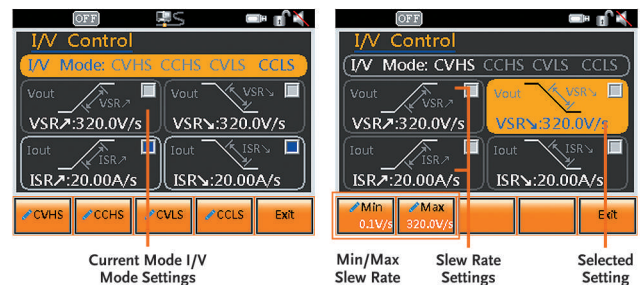 OFF
I/V Control
I/V Mode: CVHS CCHS CVLS CCLS
Vout VSR↗
VSR↗:320.0V/s
Vout VSR↘
VSR↘:320.0V/s
Iout ISR↗
ISR↗:20.00A/s
Iout ISR↘
ISR↘:20.00A/s
CVHS CCHS CVLS CCLS Exit
Current Mode I/V
Mode Settings
OFF
I/V Control
I/V Mode: CVHS CCHS CVLS CCLS
Vout VSR↗
VSR↗:320.0V/s
Vout VSR↘
VSR↘:320.0V/s
Iout ISR↗
ISR↗:20.00A/s
Iout ISR↘
ISR↘:20.00A/s
Min
0.1V/s
Max
320.0V/s
Exit
Min/Max
Slew Rate
Slew Rate
Settings
Selected
Setting